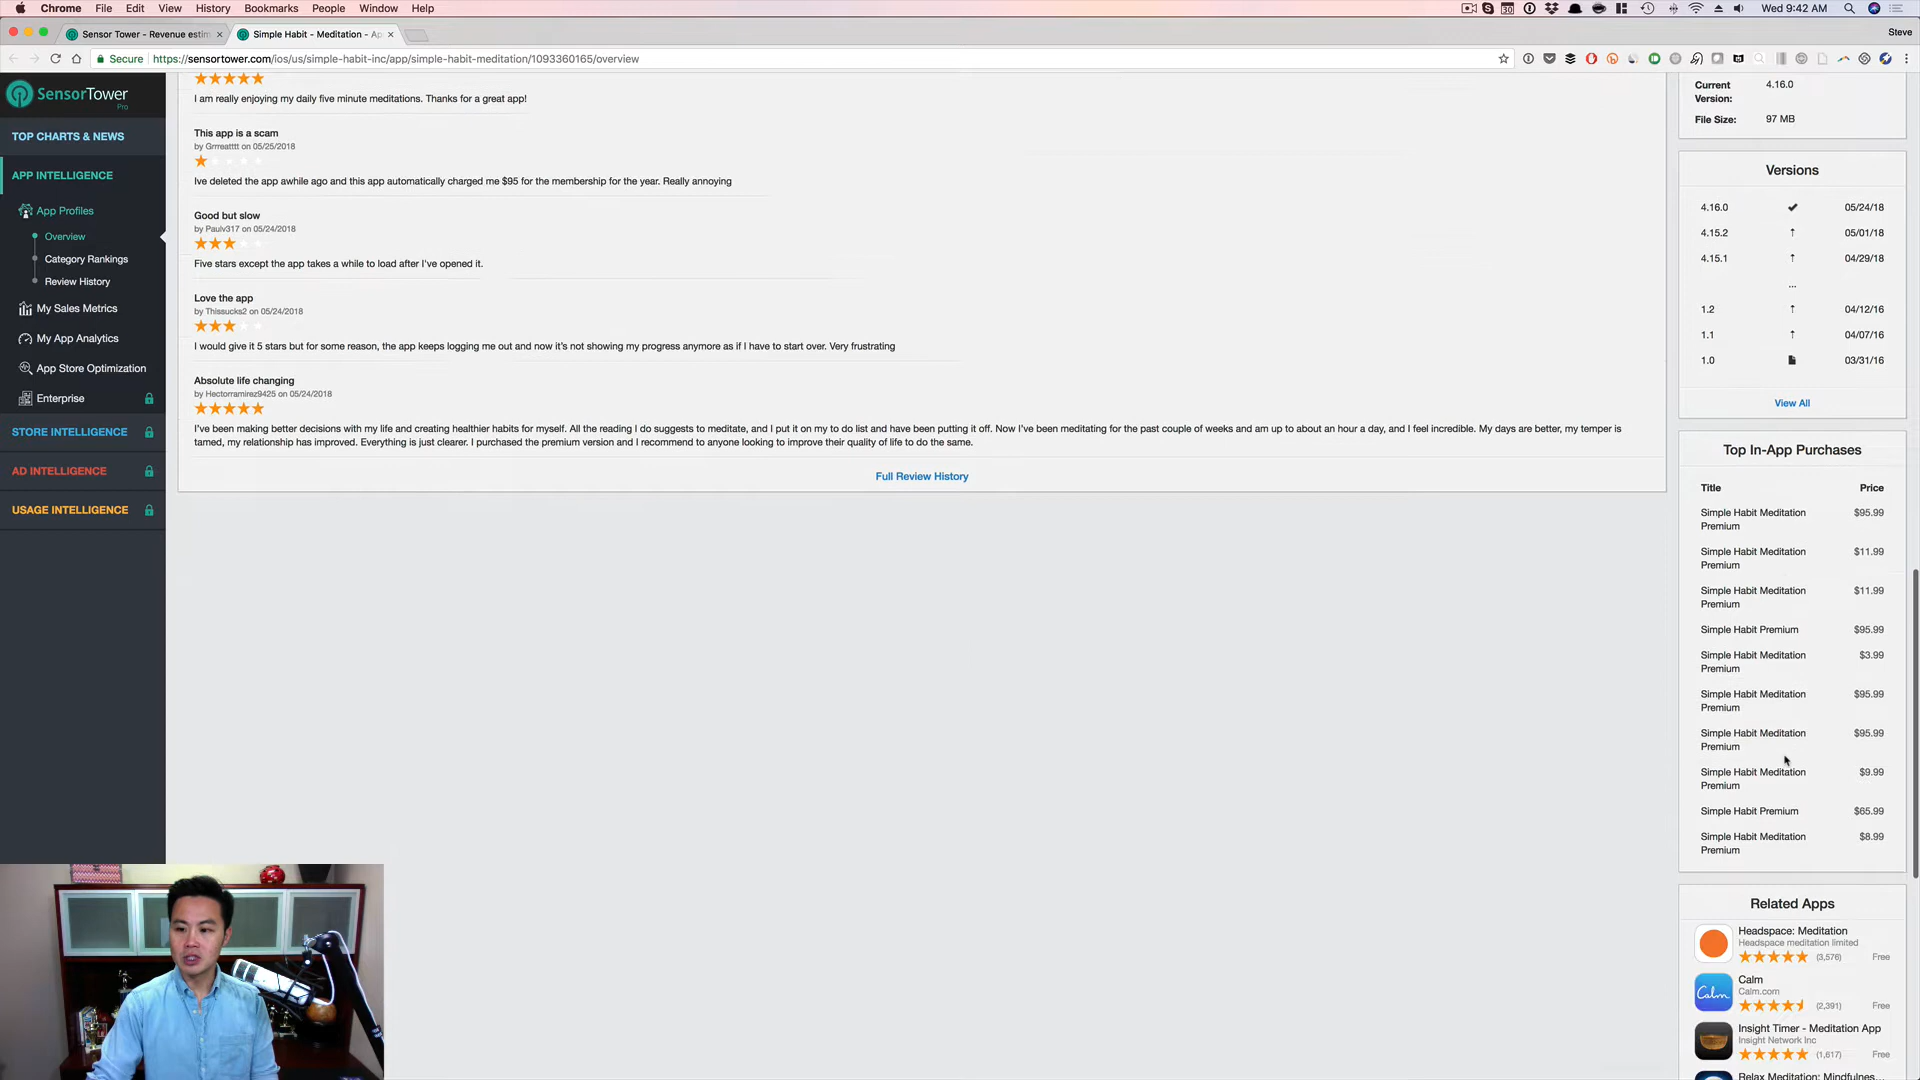 Chrome File Edit View History Bookmarks People Window Help
30
Wed 9:42 AM
Sensor Tower - Revenue estim
Simple Habit - Meditation - Ap
Steve
Secure https://sensortower.com/ios/us/simple-habit-inc/app/simple-habit-meditation/1093360165/overview
SensorTower
Pro
TOP CHARTS & NEWS
APP INTELLIGENCE
App Profiles
Overview
Category Rankings
Review History
My Sales Metrics
My App Analytics
App Store Optimization
Enterprise
STORE INTELLIGENCE
AD INTELLIGENCE
USAGE INTELLIGENCE
I am really enjoying my daily five minute meditations. Thanks for a great app!
This app is a scam
by Grrreatttt on 05/25/2018
Ive deleted the app awhile ago and this app automatically charged me $95 for the membership for the year. Really annoying
Good but slow
by Paulv317 on 05/24/2018
Five stars except the app takes a while to load after I've opened it.
Love the app
by Thissucks2 on 05/24/2018
I would give it 5 stars but for some reason, the app keeps logging me out and now it's not showing my progress anymore as if I have to start over. Very frustrating
Absolute life changing
by Hectorramirez9425 on 05/24/2018
I've been making better decisions with my life and creating healthier habits for myself. All the reading I do suggests to meditate, and I put it on my to do list and have been putting it off. Now I've been meditating for the past couple of weeks and am up to about an hour a day, and I feel incredible. My days are better, my temper is
tamed, my relationship has improved. Everything is just clearer. I purchased the premium version and I recommend to anyone looking to improve their quality of life to do the same.
Full Review History
Current
Version:
4.16.0
File Size: 97 MB
Versions
4.16.0 05/24/18
4.15.2 05/01/18
4.15.1 04/29/18
...
1.2 04/12/16
1.1 04/07/16
1.0 03/31/16
View All
Top In-App Purchases
Title Price
Simple Habit Meditation $95.99
Premium
Simple Habit Meditation $11.99
Premium
Simple Habit Meditation $11.99
Premium
Simple Habit Premium $95.99
Simple Habit Meditation $3.99
Premium
Simple Habit Meditation $95.99
Premium
Simple Habit Meditation $95.99
Premium
Simple Habit Meditation $9.99
Premium
Simple Habit Premium $65.99
Simple Habit Meditation $8.99
Premium
Related Apps
Headspace: Meditation
Headspace meditation limited
(3,576) Free
Calm
Calm
Calm.com
(2,391) Free
Insight Timer - Meditation App
Insight Network Inc
(1,617) Free
Relax Meditation: Mindfulnes...